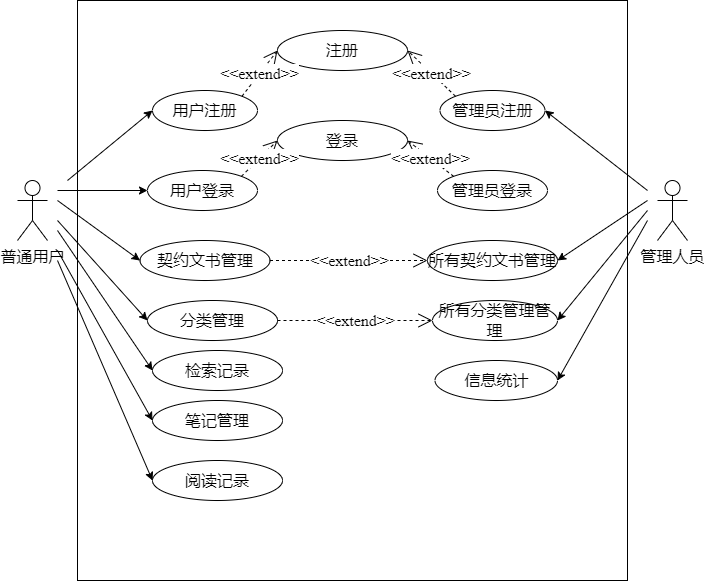 注册
<<extend>>
<<extend>>
用户注册
管理员注册
登录
<<extend>>
<<extend>>
用户登录
管理员登录
普通用户
管理人员
契约文书管理
<<extend>>
所有契约文书管理
分类管理
<<extend>>
所有分类管理管
理
检索记录
信息统计
笔记管理
阅读记录